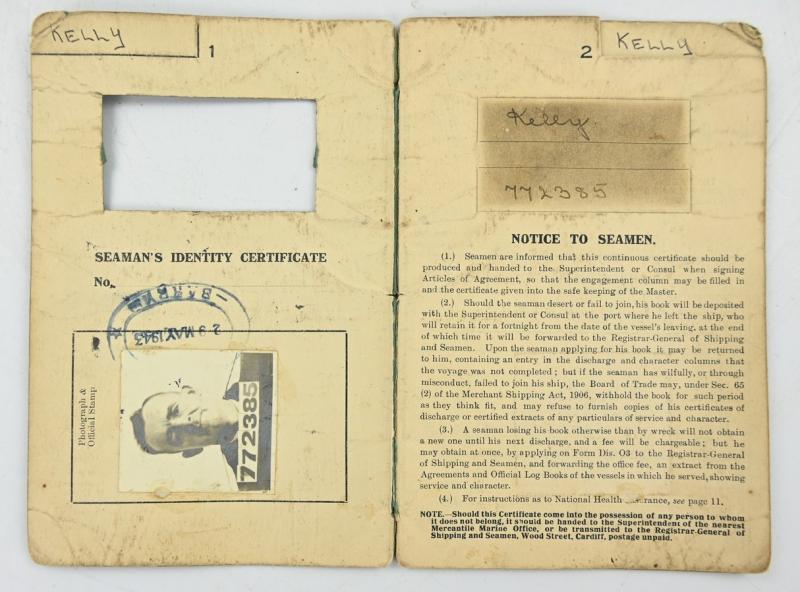 KELLY
1
SEAMAN'S IDENTITY CERTIFICATE
No.
BARRY
29 MAY 1943
Photograph &
Official Stamp
772385
2
KELLY
Kelly
772385
NOTICE TO SEAMEN.
(1.) Seamen are informed that this continuous certificate should be
produced and handed to the Superintendent or Consul when signing
Articles of Agreement, so that the engagement column may be filled in
and the certificate given into the safe keeping of the Master.
(2.) Should the seaman desert or fail to join, his book will be deposited
with the Superintendent or Consul at the port where he left the ship, who
will retain it for a fortnight from the date of the vessel's leaving, at the end
of which time it will be forwarded to the Registrar-General of Shipping
and Seamen. Upon the seaman applying for his book it may be returned
to him, containing an entry in the discharge and character columns that
the voyage was not completed; but if the seaman has wilfully, or through
misconduct, failed to join his ship, the Board of Trade may, under Sec. 65
(2) of the Merchant Shipping Act, 1906, withhold the book for such period
as they think fit, and may refuse to furnish copies of his certificates of
discharge or certified extracts of any particulars of service and character.
(3.) A seaman losing his book otherwise than by wreck will not obtain
a new one until his next discharge, and a fee will be chargeable; but he
may obtain at once, by applying on Form Dis. O3 to the Registrar-General
of Shipping and Seamen, and forwarding the office fee, an extract from the
Agreements and Official Log Books of the vessels in which he served, showing
service and character.
(4.) For instructions as to National Health see page 11.
NOTE.—Should this Certificate come into the possession of any person to whom
it does not belong, it should be handed to the Superintendent of the nearest
Mercantile Marine Office, or be transmitted to the Registrar-General of
Shipping and Seamen, Wood Street, Cardiff, postage unpaid.